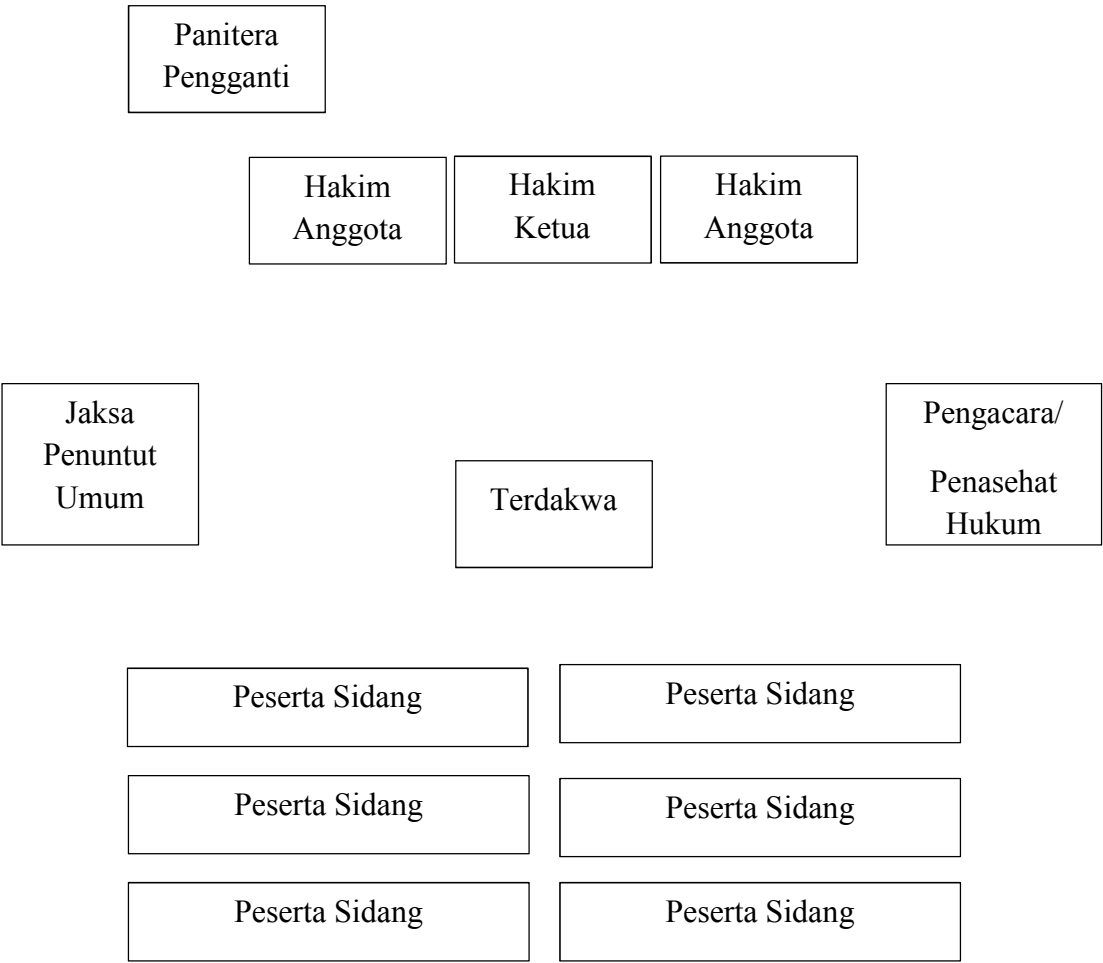 Panitera
Pengganti
Hakim
Anggota
Hakim
Ketua
Hakim
Anggota
Jaksa
Penuntut
Umum
Terdakwa
Pengacara/
Penasehat
Hukum
Peserta Sidang
Peserta Sidang
Peserta Sidang
Peserta Sidang
Peserta Sidang
Peserta Sidang